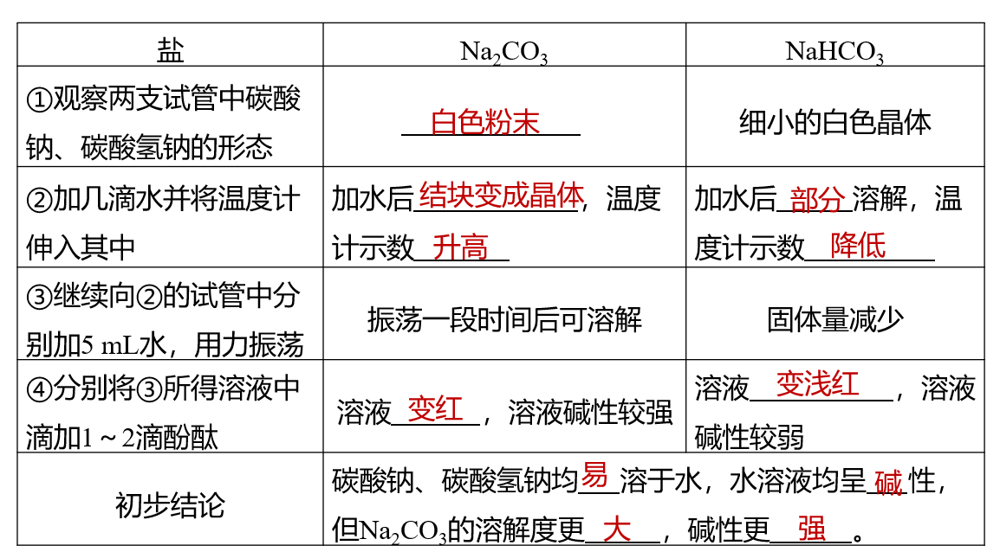 盐
Na₂CO₃
NaHCO₃
①观察两支试管中碳酸
钠、碳酸氢钠的形态
白色粉末
细小的白色晶体
②加几滴水并将温度计
伸入其中
加水后结块变成晶体，温度
计示数升高
加水后部分溶解，温
度计示数降低
③继续向②的试管中分
别加5 mL水，用力振荡
振荡一段时间后可溶解
固体量减少
④分别将③所得溶液中
滴加1～2滴酚酞
溶液变红，溶液碱性较强
溶液变浅红，溶液
碱性较弱
初步结论
碳酸钠、碳酸氢钠均易溶于水，水溶液均呈碱性，
但Na₂CO₃的溶解度更大，碱性更强。